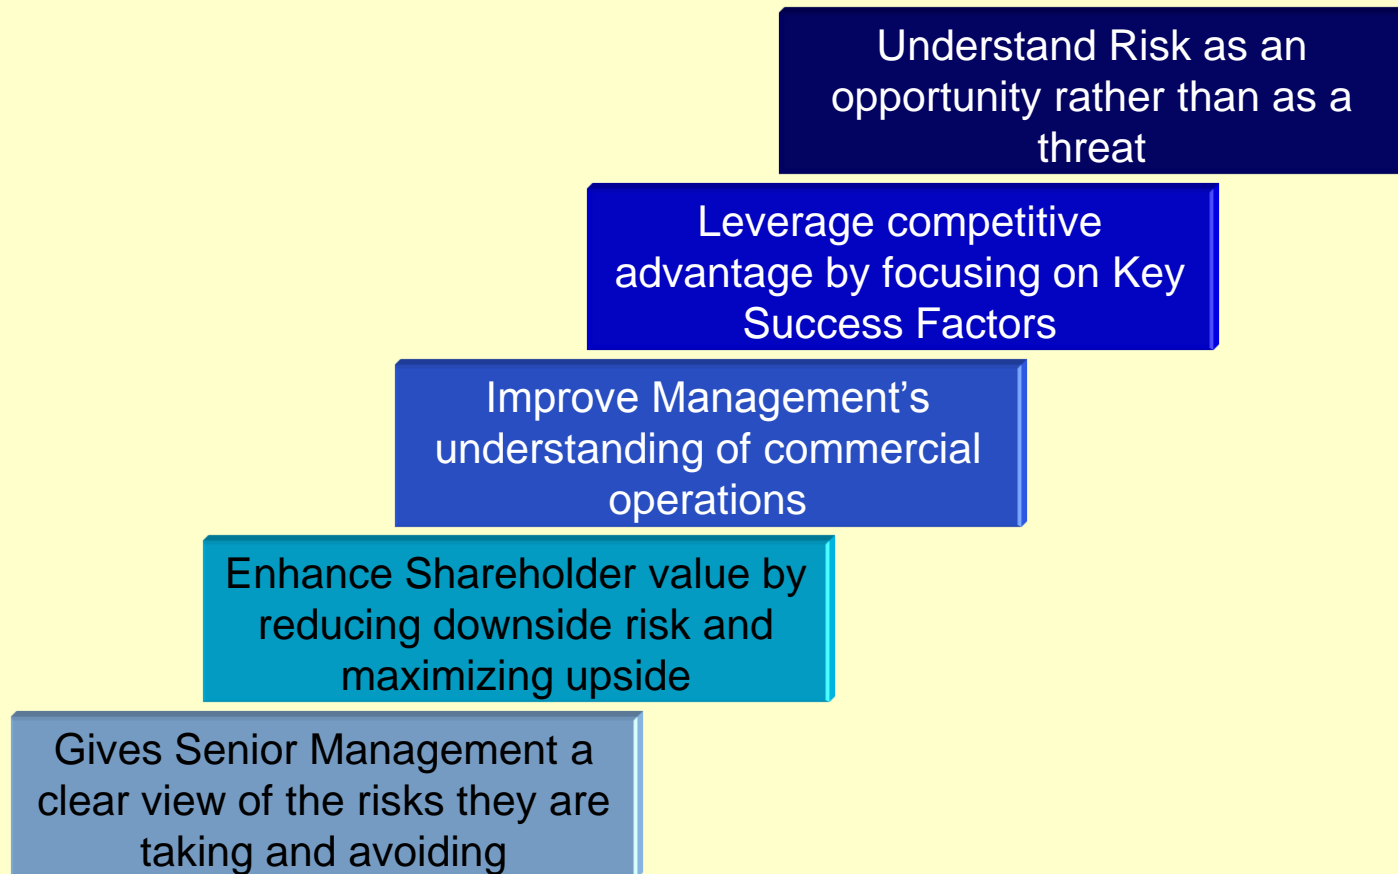 Understand Risk as an
opportunity rather than as a
threat
Leverage competitive
advantage by focusing on Key
Success Factors
Improve Management’s
understanding of commercial
operations
Enhance Shareholder value by
reducing downside risk and
maximizing upside
Gives Senior Management a
clear view of the risks they are
taking and avoiding